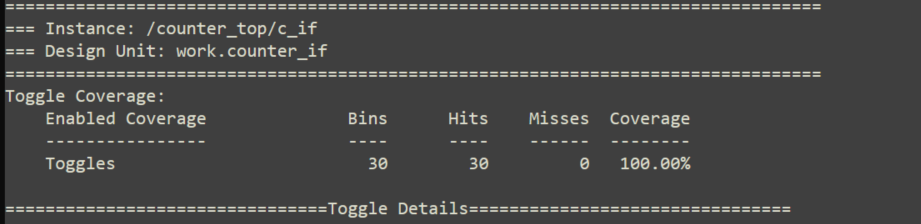 =================================================================================
=== Instance: /counter_top/c_if
=== Design Unit: work.counter_if
=================================================================================
Toggle Coverage:
    Enabled Coverage              Bins      Hits    Misses  Coverage
    ----------------              ----      ----    ------  --------
    Toggles                         30        30         0   100.00%
================================Toggle Details================================